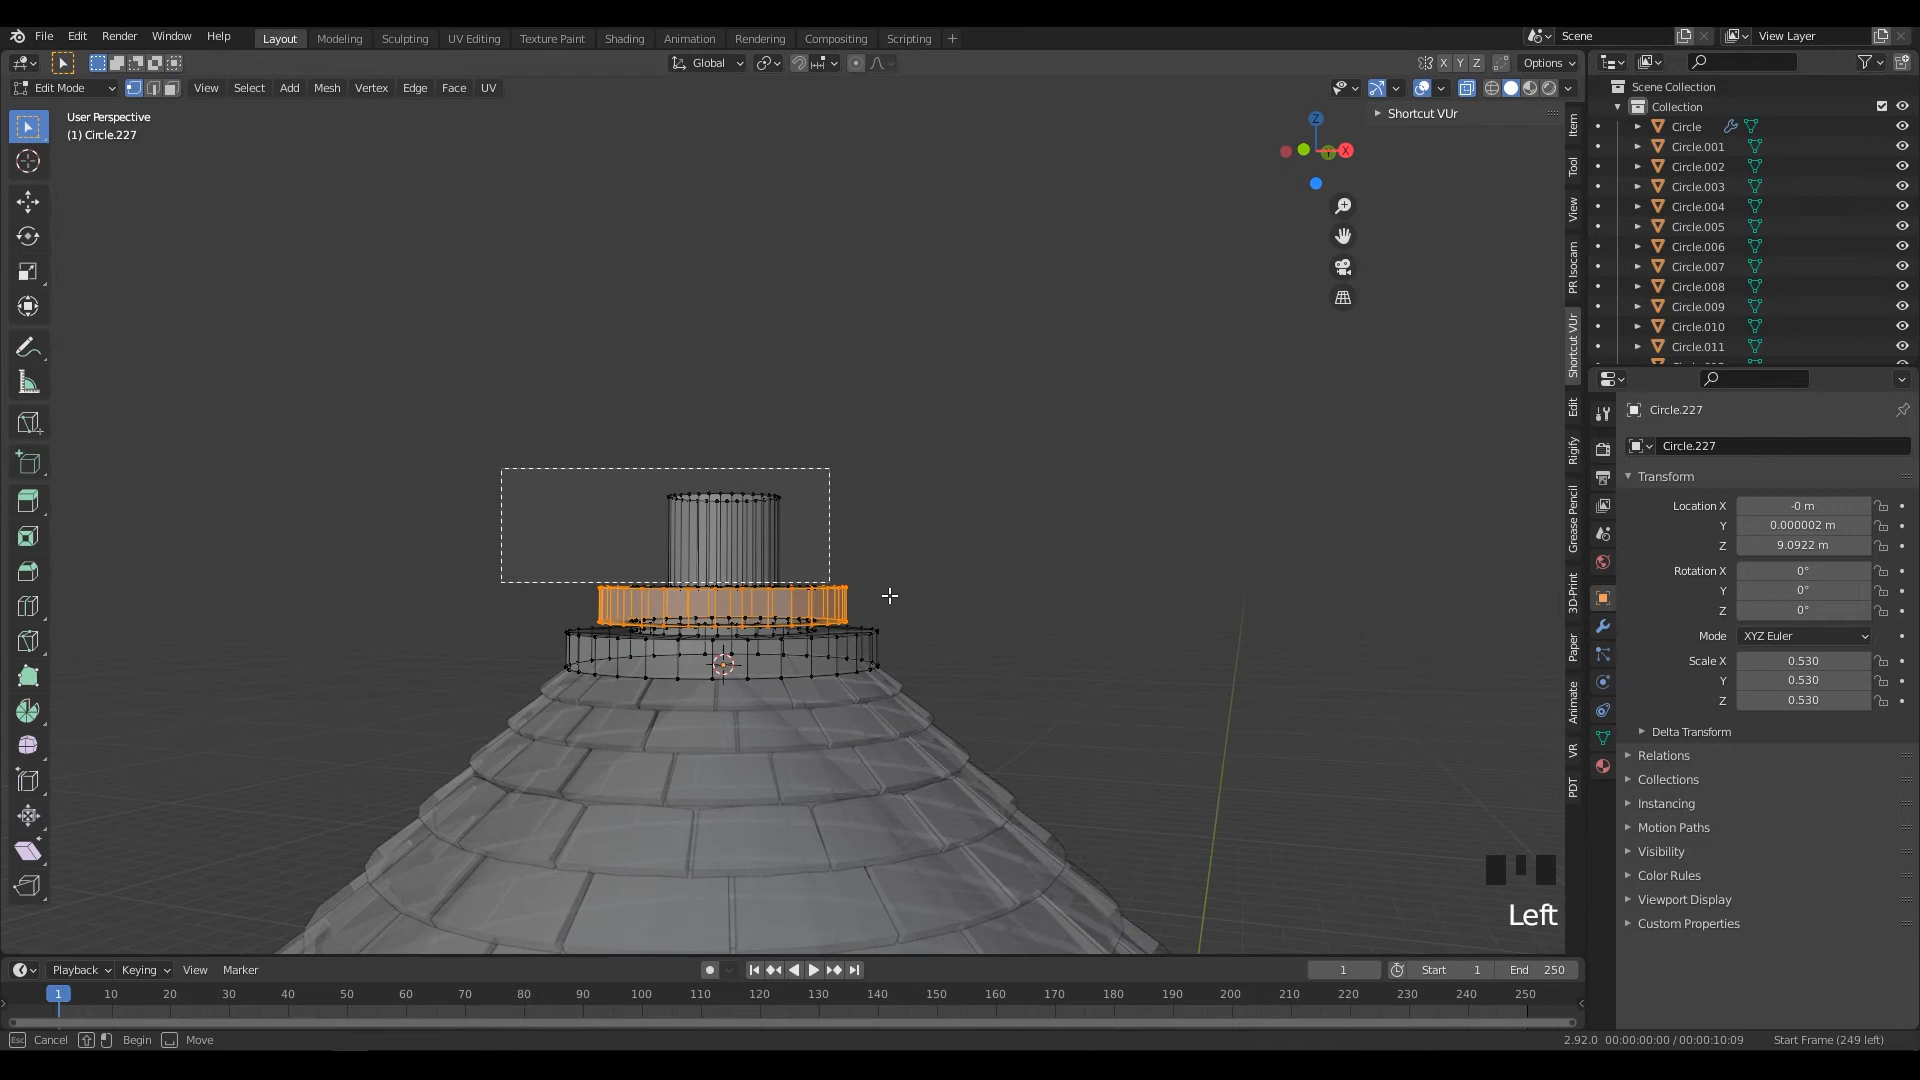 File Edit Render Window Help
Layout Modeling Sculpting UV Editing Texture Paint Shading Animation Rendering Compositing Scripting +
Scene
View Layer
Global
X Y Z
Options
Edit Mode
View Select Add Mesh Vertex Edge Face UV
User Perspective
(1) Circle.227
Shortcut VUr
Z
X
Item
Tool
View
PR Isocam
Shortcut VUr
Edit
Rigify
Grease Pencil
3D-Print
Paper
Animate
VR
PDT
Scene Collection
Collection
Circle
Circle.001
Circle.002
Circle.003
Circle.004
Circle.005
Circle.006
Circle.007
Circle.008
Circle.009
Circle.010
Circle.011
Circle.227
Circle.227
Transform
Location X -0 m
Y 0.000002 m
Z 9.0922 m
Rotation X 0°
Y 0°
Z 0°
Mode XYZ Euler
Scale X 0.530
Y 0.530
Z 0.530
Delta Transform
Relations
Collections
Instancing
Motion Paths
Visibility
Color Rules
Viewport Display
Custom Properties
Left
Playback Keying View Marker
1
Start 1 End 250
1 10 20 30 40 50 60 70 80 90 100 110 120 130 140 150 160 170 180 190 200 210 220 230 240 250
Esc Cancel Begin Move
2.92.0 00:00:00:00 / 00:00:10:09 Start Frame (249 left)